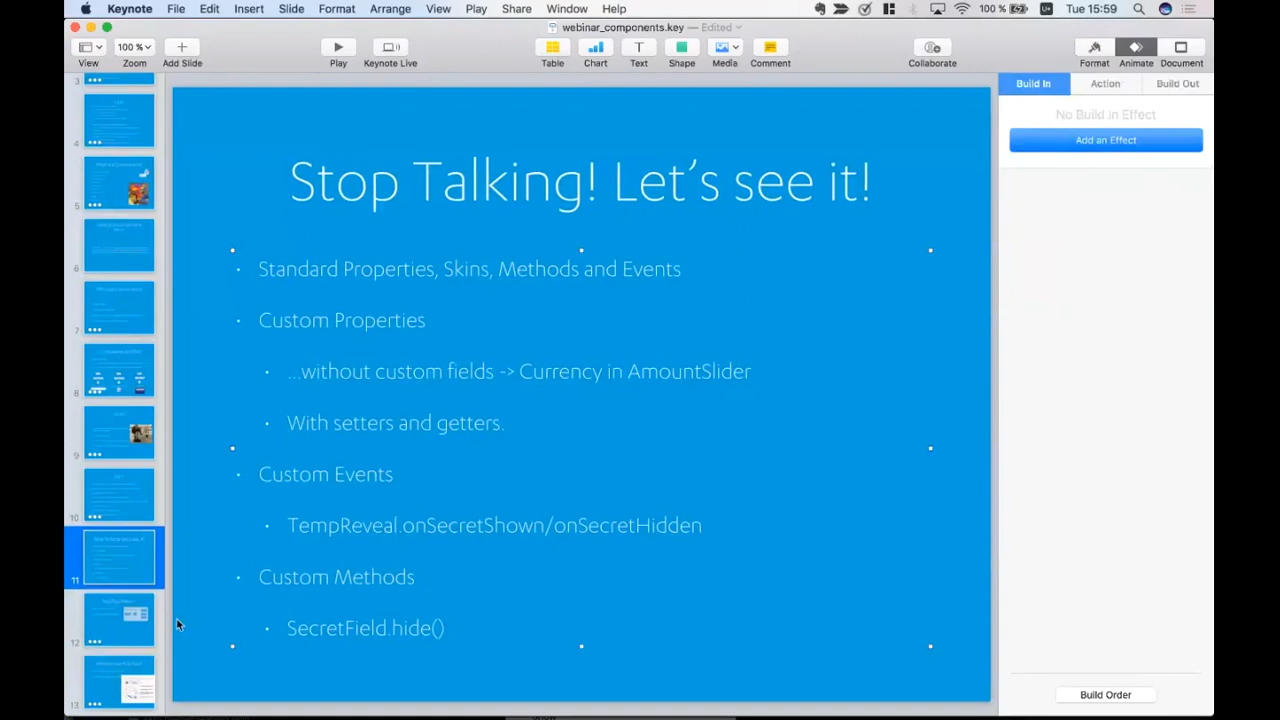 Keynote File Edit Insert Slide Format Arrange View Play Share Window Help 100 % Tue 15:59
webinar_components.key — Edited
100 %
View Zoom Add Slide Play Keynote Live Table Chart Text Shape Media Comment Collaborate Format Animate Document
Build In Action Build Out
No Build in Effect
Add an Effect
Stop Talking! Let's see it!
• Standard Properties, Skins, Methods and Events
• Custom Properties
• ...without custom fields -> Currency in AmountSlider
• With setters and getters.
• Custom Events
• TempReveal.onSecretShown/onSecretHidden
• Custom Methods
• SecretField.hide()
3
4
5
6
7
8
9
10
11
12
13
Build Order